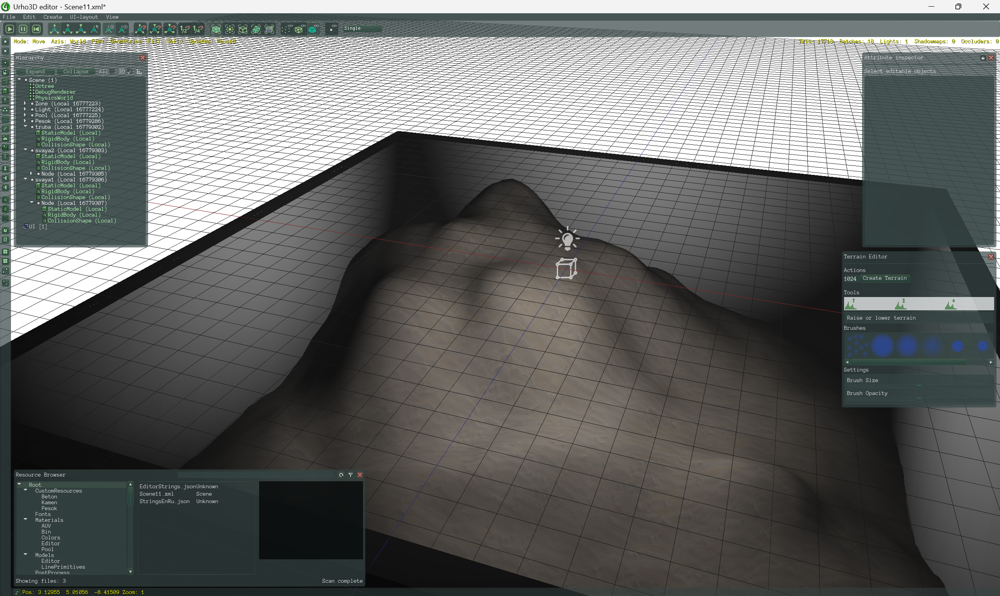 Urho3D editor - Scene11.xml*
File Edit Create UI-layout View
1/2? 1/4? Single
Mode: Move Axis: World Pick: Geometries Fill: Solid Updates: Paused
Tris: 17718 Batches: 18 Lights: 1 Shadowmaps: 0 Occluders: 0
Hierarchy
Expand Collapse All ID
Scene (1)
Octree
DebugRenderer
PhysicsWorld
Zone (Local 16777223)
Light (Local 16777224)
Pool (Local 16777225)
Pesok (Local 16779286)
truba (Local 16779302)
StaticModel (Local)
RigidBody (Local)
CollisionShape (Local)
svaya2 (Local 16779303)
StaticModel (Local)
RigidBody (Local)
CollisionShape (Local)
Node (Local 16779305)
svaya1 (Local 16779306)
StaticModel (Local)
RigidBody (Local)
CollisionShape (Local)
Node (Local 16779307)
StaticModel (Local)
RigidBody (Local)
CollisionShape (Local)
UI [1]
Attribute inspector
Select editable objects
Terrain Editor
Actions
1024 Create Terrain
Tools
Raise or lower terrain
Brushes
Settings
Brush Size
Brush Opacity
Resource Browser
Root
CustomResources
Beton
Kamen
Pesok
Fonts
Materials
AUV
Bin
Colors
Editor
Pool
Models
Editor
LinePrimitives
PostProcess
EditorStrings.json Unknown
Scene11.xml Scene
StringsEnRu.json Unknown
Showing files: 3
Scan complete
Pos: 3.12955 5.01056 -8.41509 Zoom: 1